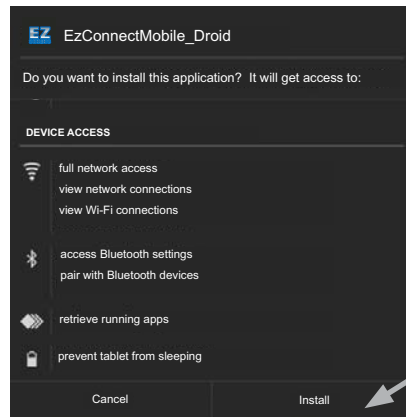 EZ
EzConnectMobile_Droid
Do you want to install this application? It will get access to:
DEVICE ACCESS
full network access
view network connections
view Wi-Fi connections
access Bluetooth settings
pair with Bluetooth devices
retrieve running apps
prevent tablet from sleeping
Cancel
Install